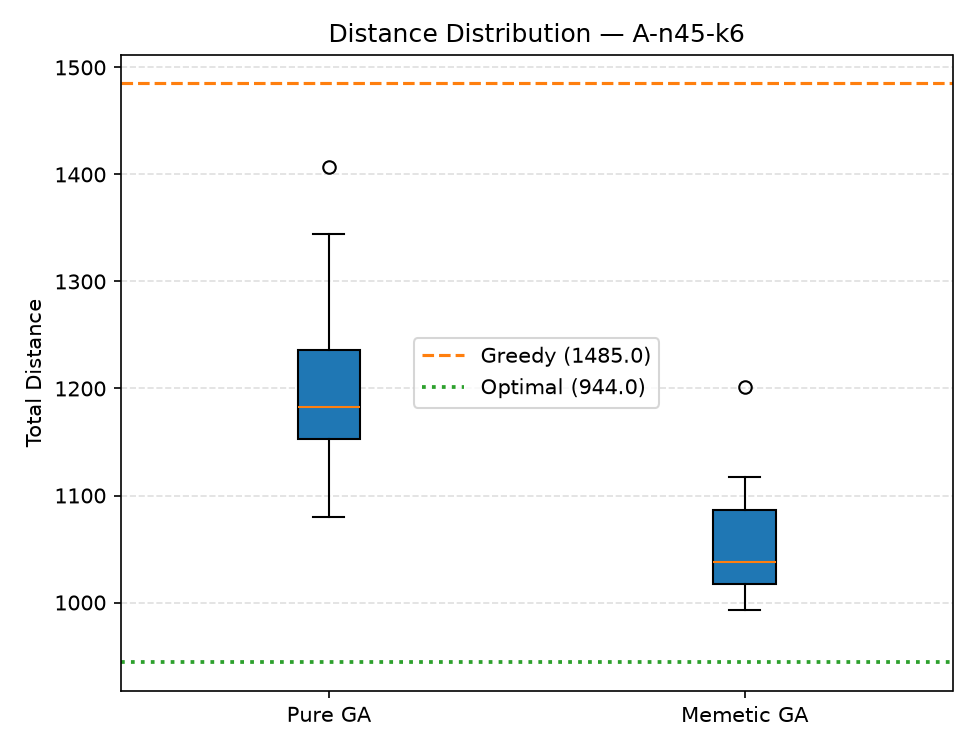 Distance Distribution — A-n45-k6
Total Distance
1500
1400
1300
1200
1100
1000
Greedy (1485.0)
Optimal (944.0)
Pure GA
Memetic GA